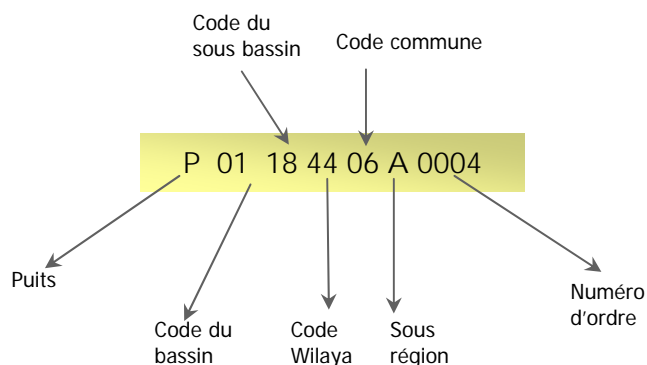 Code du
sous bassin
Code commune
P 01 18 44 06 A 0004
Puits
Code du
bassin
Code
Wilaya
Sous
région
Numéro
d'ordre